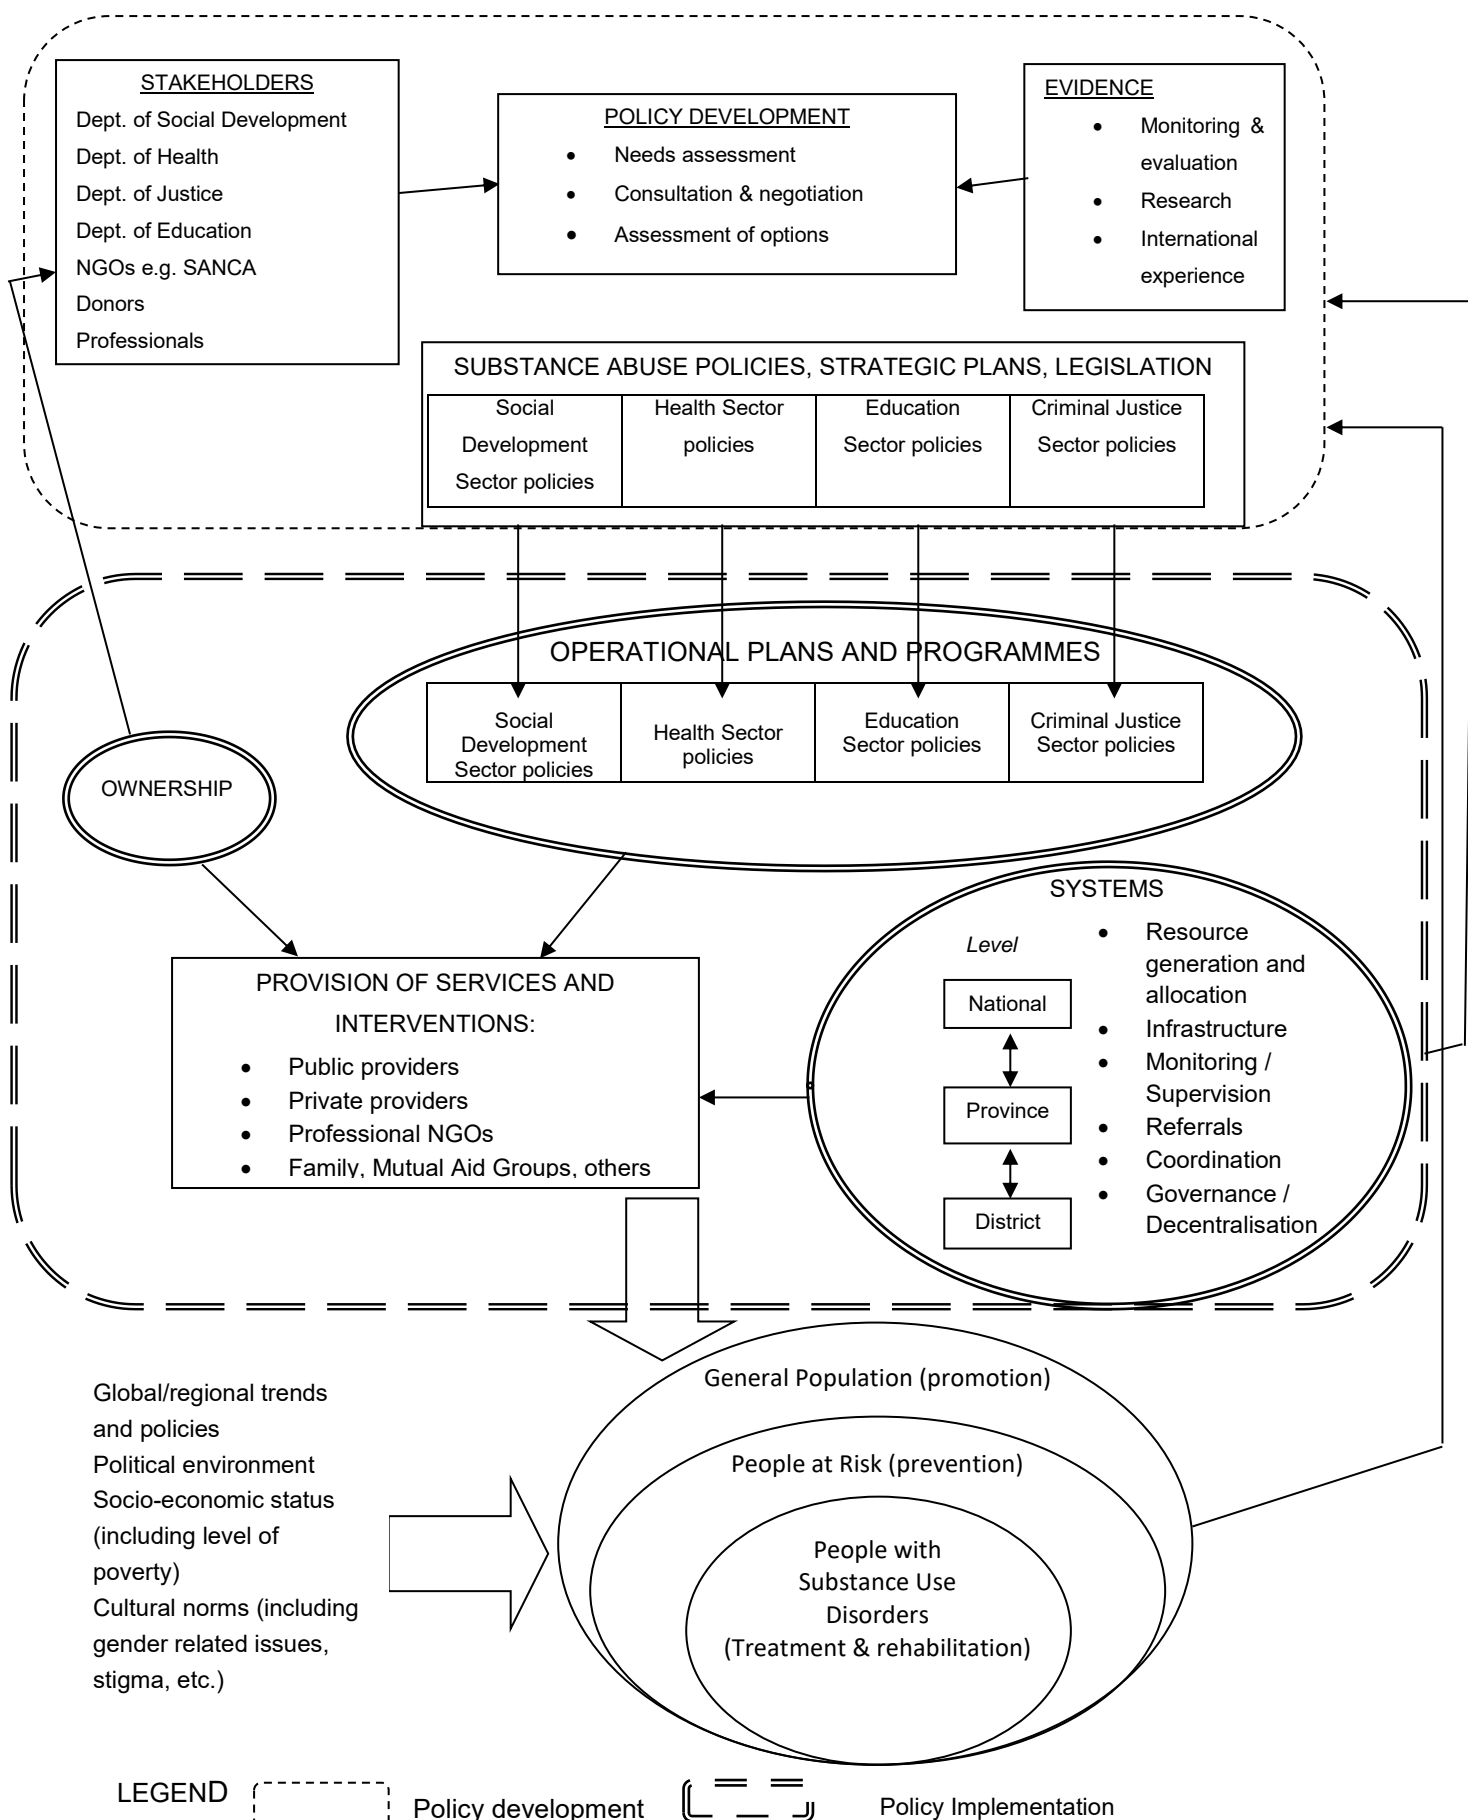 STAKEHOLDERS
Dept. of Social Development
Dept. of Health
Dept. of Justice
Dept. of Education
NGOs e.g. SANCA
Donors
Professionals
POLICY DEVELOPMENT
• Needs assessment
• Consultation & negotiation
• Assessment of options
EVIDENCE
• Monitoring &
evaluation
• Research
• International
experience
SUBSTANCE ABUSE POLICIES, STRATEGIC PLANS, LEGISLATION
Social
Development
Sector policies
Health Sector
policies
Education
Sector policies
Criminal Justice
Sector policies
OPERATIONAL PLANS AND PROGRAMMES
Social
Development
Sector policies
Health Sector
policies
Education
Sector policies
Criminal Justice
Sector policies
OWNERSHIP
PROVISION OF SERVICES AND
INTERVENTIONS:
• Public providers
• Private providers
• Professional NGOs
• Family, Mutual Aid Groups, others
SYSTEMS
Level
National
Province
District
• Resource
generation and
allocation
• Infrastructure
• Monitoring /
Supervision
• Referrals
• Coordination
• Governance /
Decentralisation
General Population (promotion)
People at Risk (prevention)
People with
Substance Use
Disorders
(Treatment & rehabilitation)
Global/regional trends
and policies
Political environment
Socio-economic status
(including level of
poverty)
Cultural norms (including
gender related issues,
stigma, etc.)
LEGEND
Policy development
Policy Implementation